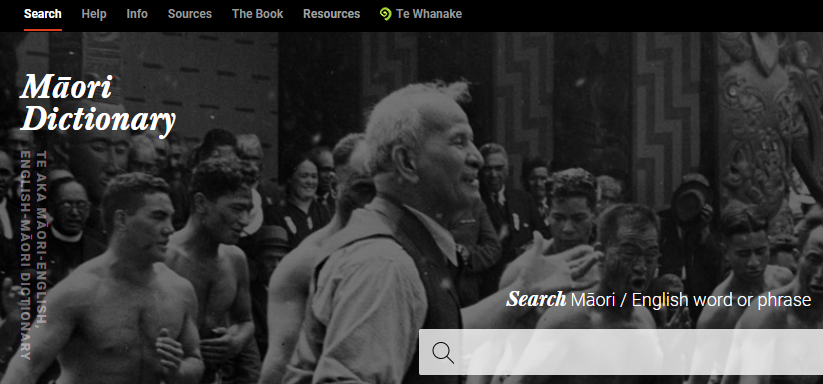 Search Help Info Sources The Book Resources Te Whanake
Māori
Dictionary
TE AKA MĀORI-ENGLISH,
ENGLISH-MĀORI DICTIONARY
Search Māori / English word or phrase